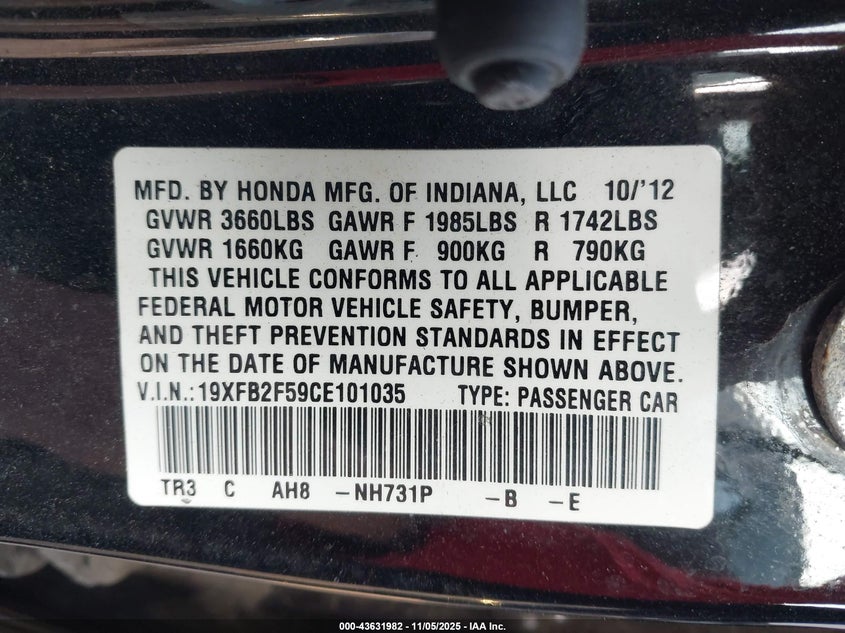 MFD. BY HONDA MFG. OF INDIANA, LLC 10/'12
GVWR 3660LBS GAWR F 1985LBS R 1742LBS
GVWR 1660KG GAWR F 900KG R 790KG
THIS VEHICLE CONFORMS TO ALL APPLICABLE
FEDERAL MOTOR VEHICLE SAFETY, BUMPER,
AND THEFT PREVENTION STANDARDS IN EFFECT
ON THE DATE OF MANUFACTURE SHOWN ABOVE.
V.I.N.:19XFB2F59CE101035 TYPE: PASSENGER CAR
TR3 C AH8 -NH731P -B -E
000-43631982 - 11/05/2025 - IAA Inc.